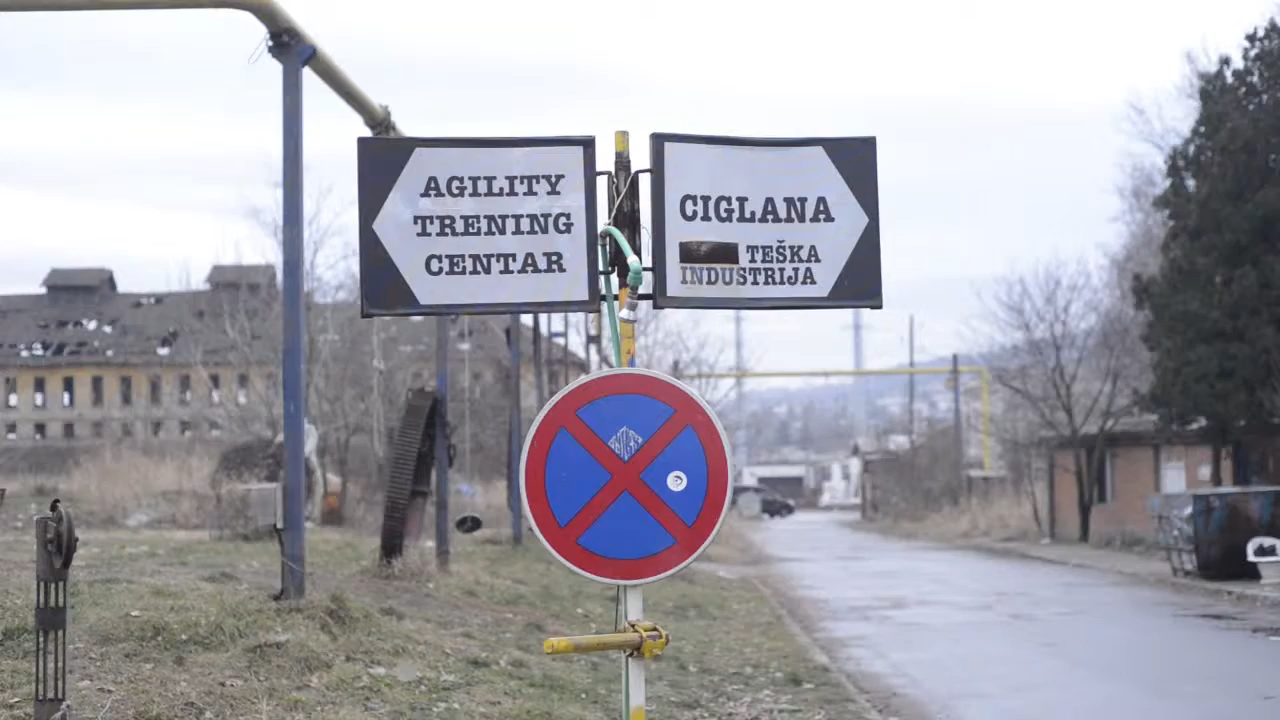 AGILITY
TRENING
CENTAR
CIGLANA
TEŠKA
INDUSTRIJA